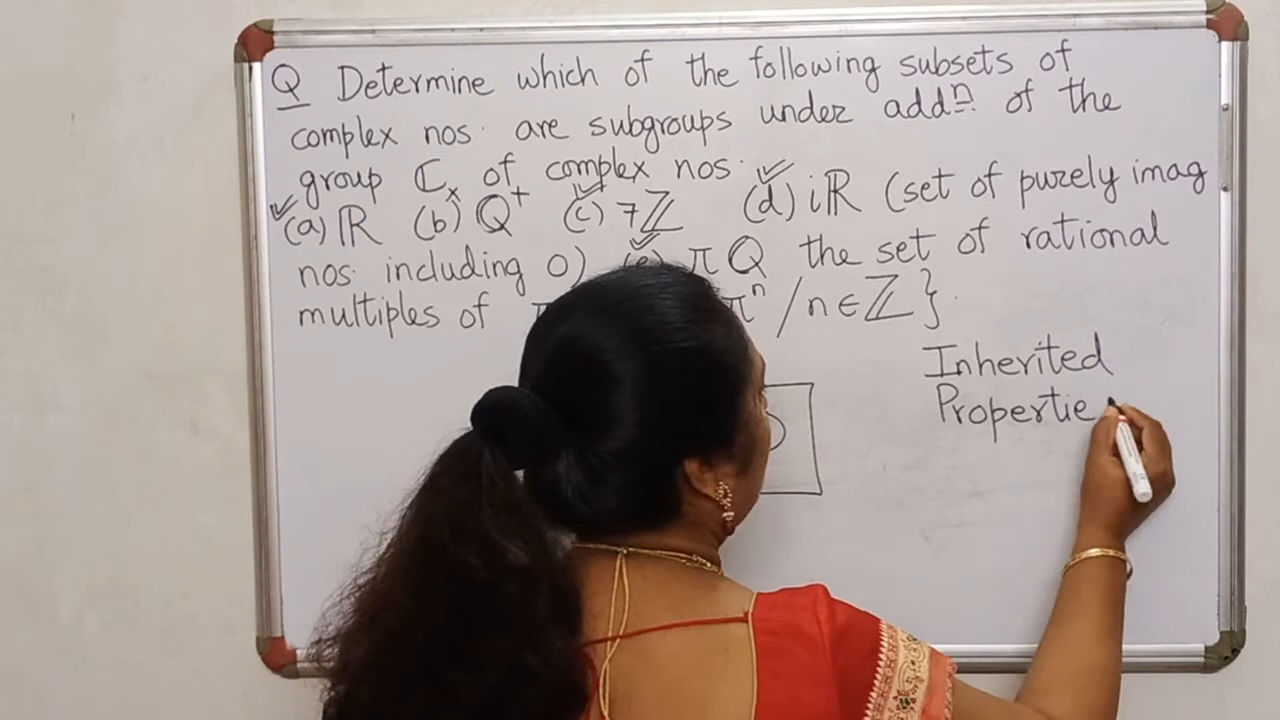 Q Determine which of the following subsets of
complex nos. are subgroups under addn. of the
group ℂ of complex nos.
(a) ℝ (b) ℚ⁺ (c) 7ℤ (d) iℝ (set of purely imag
nos. including 0) πQ the set of rational
multiples of πⁿ / n ∈ ℤ }.
Inherited
Propertie